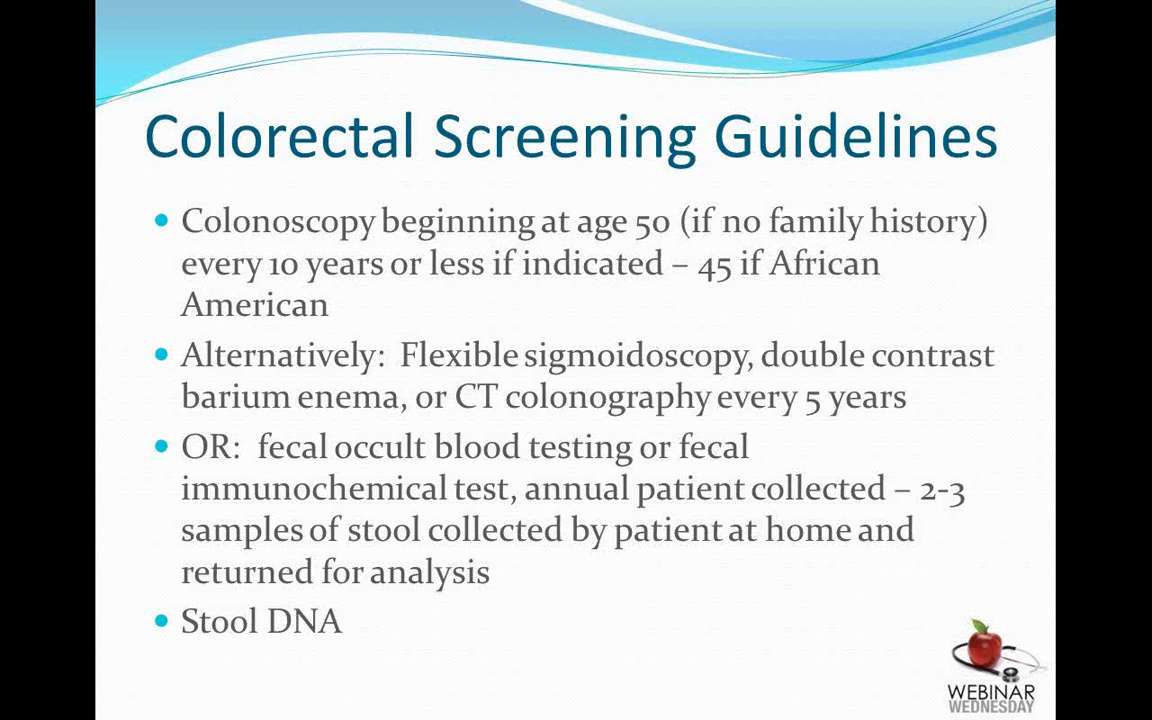 Colorectal Screening Guidelines
• Colonoscopy beginning at age 50 (if no family history)
every 10 years or less if indicated – 45 if African
American
• Alternatively: Flexible sigmoidoscopy, double contrast
barium enema, or CT colonography every 5 years
• OR: fecal occult blood testing or fecal
immunochemical test, annual patient collected – 2-3
samples of stool collected by patient at home and
returned for analysis
• Stool DNA
WEBINAR
WEDNESDAY